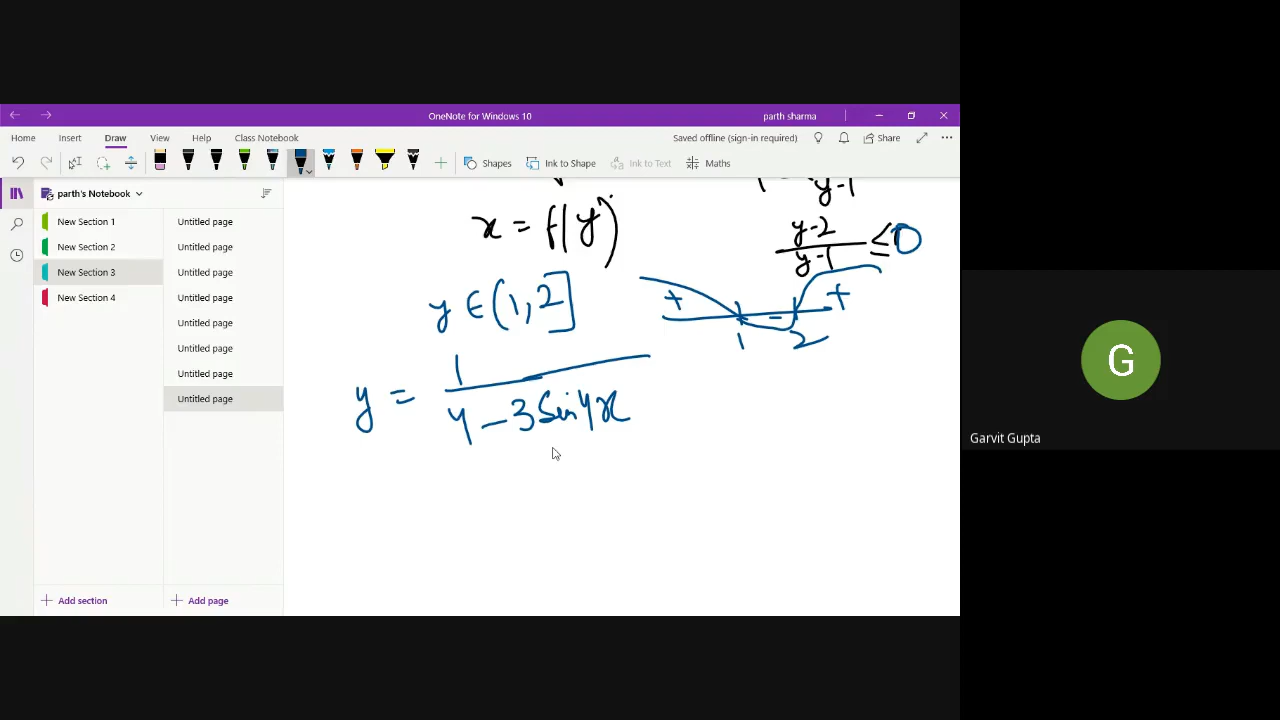 OneNote for Windows 10
parth sharma
Home Insert Draw View Help Class Notebook
Saved offline (sign-in required) Share
Shapes Ink to Shape Ink to Text Maths
parth's Notebook
New Section 1
New Section 2
New Section 3
New Section 4
Untitled page
Untitled page
Untitled page
Untitled page
Untitled page
Untitled page
Untitled page
Untitled page
Add section
Add page
y-1
x = f(y)
y-2
y-1
≤ 0
y ∈ (1, 2]
+ - +
1 2
1
y =
4 - 3 sin 4x
G
Garvit Gupta